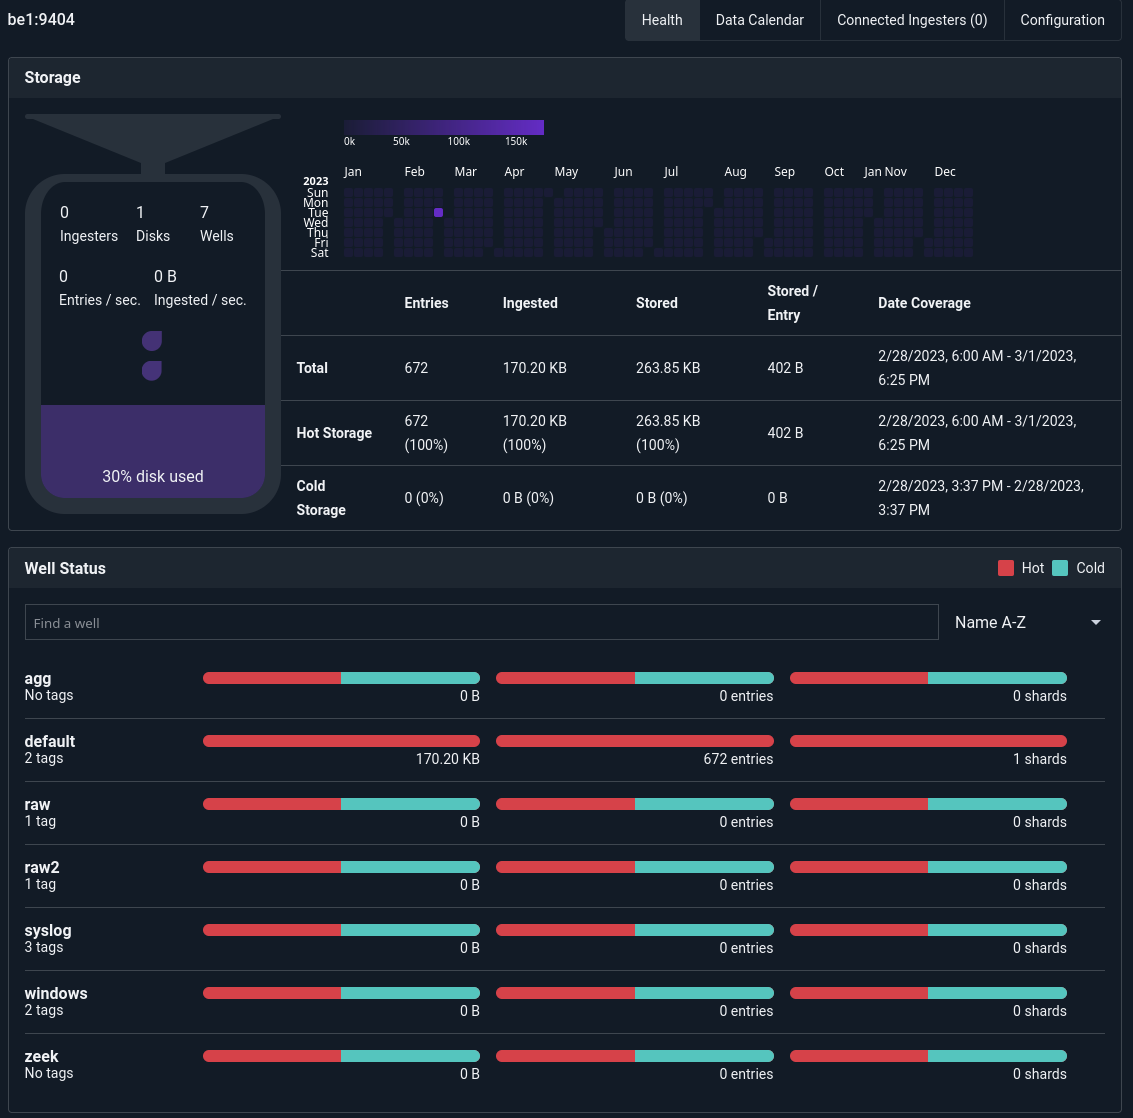 be1:9404
Health Data Calendar Connected Ingesters (0) Configuration
Storage
0k 50k 100k 150k
Jan Feb Mar Apr May Jun Jul Aug Sep Oct Jan Nov Dec
2023
Sun
Mon
Tue
Wed
Thu
Fri
Sat
0 1 7
Ingesters Disks Wells
0 0 B
Entries / sec. Ingested / sec.
30% disk used
Entries Ingested Stored Stored / Entry Date Coverage
Total 672 170.20 KB 263.85 KB 402 B 2/28/2023, 6:00 AM - 3/1/2023, 6:25 PM
Hot Storage 672 (100%) 170.20 KB (100%) 263.85 KB (100%) 402 B 2/28/2023, 6:00 AM - 3/1/2023, 6:25 PM
Cold Storage 0 (0%) 0 B (0%) 0 B (0%) 0 B 2/28/2023, 3:37 PM - 2/28/2023, 3:37 PM
Well Status Hot Cold
Find a well Name A-Z
agg
No tags 0 B 0 entries 0 shards
default
2 tags 170.20 KB 672 entries 1 shards
raw
1 tag 0 B 0 entries 0 shards
raw2
1 tag 0 B 0 entries 0 shards
syslog
3 tags 0 B 0 entries 0 shards
windows
2 tags 0 B 0 entries 0 shards
zeek
No tags 0 B 0 entries 0 shards